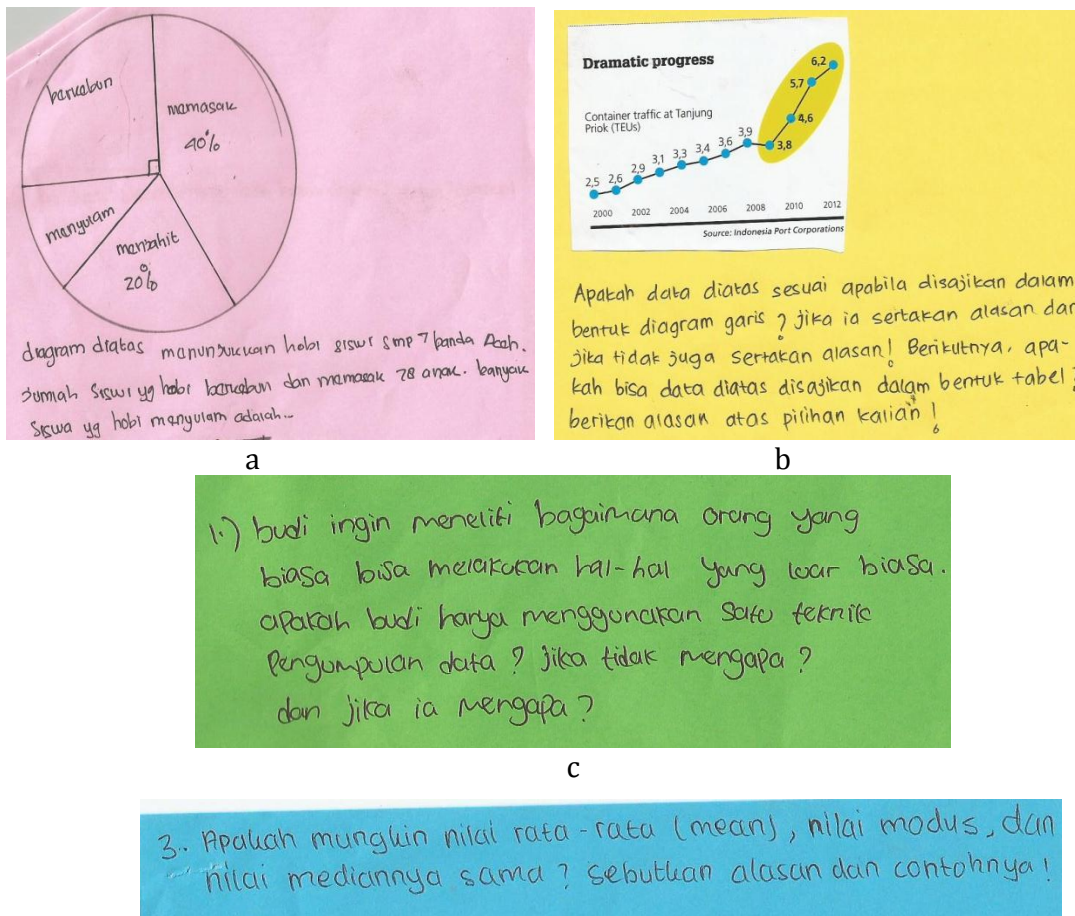 berkebun
memasak
40%
menyulam
menjahit
20%
diagram diatas menunjukkan hobi siswi smp 7 banda Aceh.
Jumlah siswi yg hobi berkebun dan memasak 78 anak. banyak
siswa yg hobi menyulam adalah...
a
Dramatic progress
Container traffic at Tanjung
Priok (TEUs)
2,5 2,6 2,9 3,1 3,3 3,4 3,6 3,9 3,8 4,6 5,7 6,2
2000 2002 2004 2006 2008 2010 2012
Source: Indonesia Port Corporations
Apakah data diatas sesuai apabila disajikan dalam
bentuk diagram garis ? jika ia sertakan alasan dan
jika tidak juga sertakan alasan! Berikutnya, apa-
kah bisa data diatas disajikan dalam bentuk tabel ?
berikan alasan atas pilihan kalian !
b
1.) budi ingin meneliti bagaimana orang yang
biasa bisa melakukan hal-hal yang luar biasa.
apakah budi hanya menggunakan satu teknik
Pengumpulan data ? jika tidak mengapa ?
dan jika ia mengapa ?
c
3. Apakah mungkin nilai rata-rata (mean), nilai modus, dan
nilai mediannya sama ? sebutkan alasan dan contohnya !